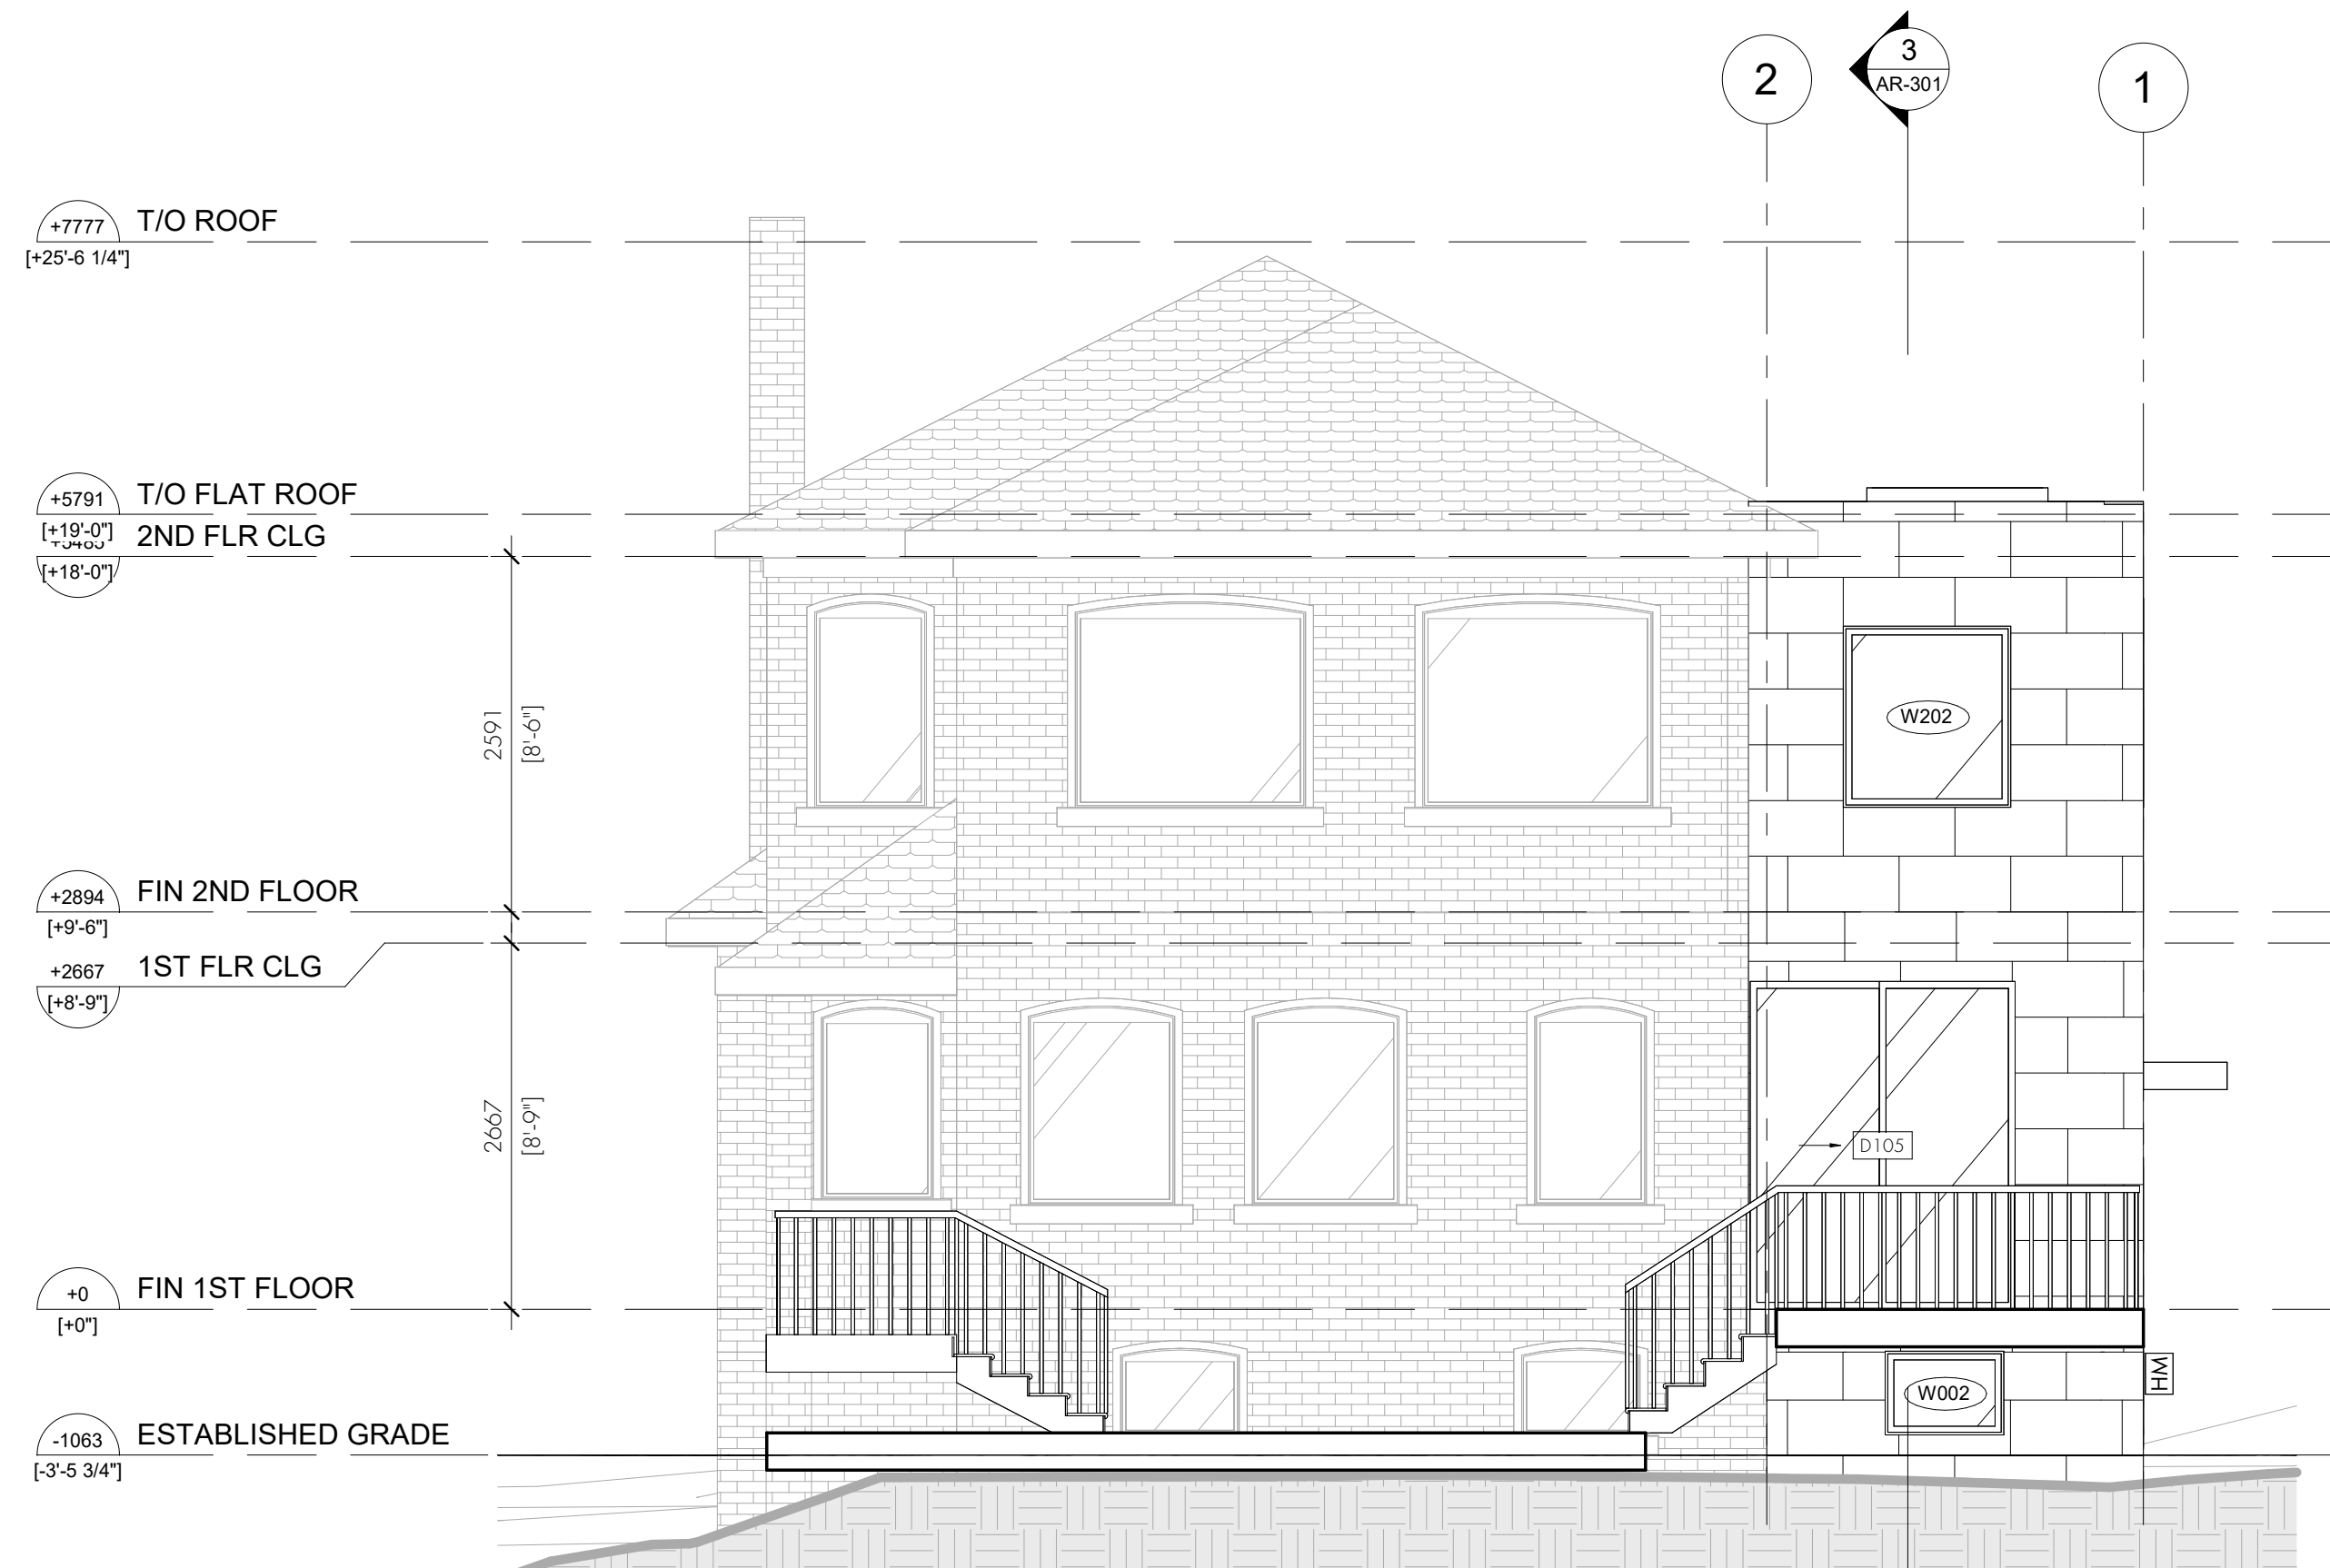 2
3
AR-301
1
+7777 T/O ROOF
[+25'-6 1/4"]
+5791 T/O FLAT ROOF
[+19'-0"]
2ND FLR CLG
[+18'-0"]
2591
[8'-6"]
W202
+2894 FIN 2ND FLOOR
[+9'-6"]
+2667 1ST FLR CLG
[+8'-9"]
2667
[8'-9"]
D105
+0 FIN 1ST FLOOR
[+0"]
WH
W002
-1063 ESTABLISHED GRADE
[-3'-5 3/4"]